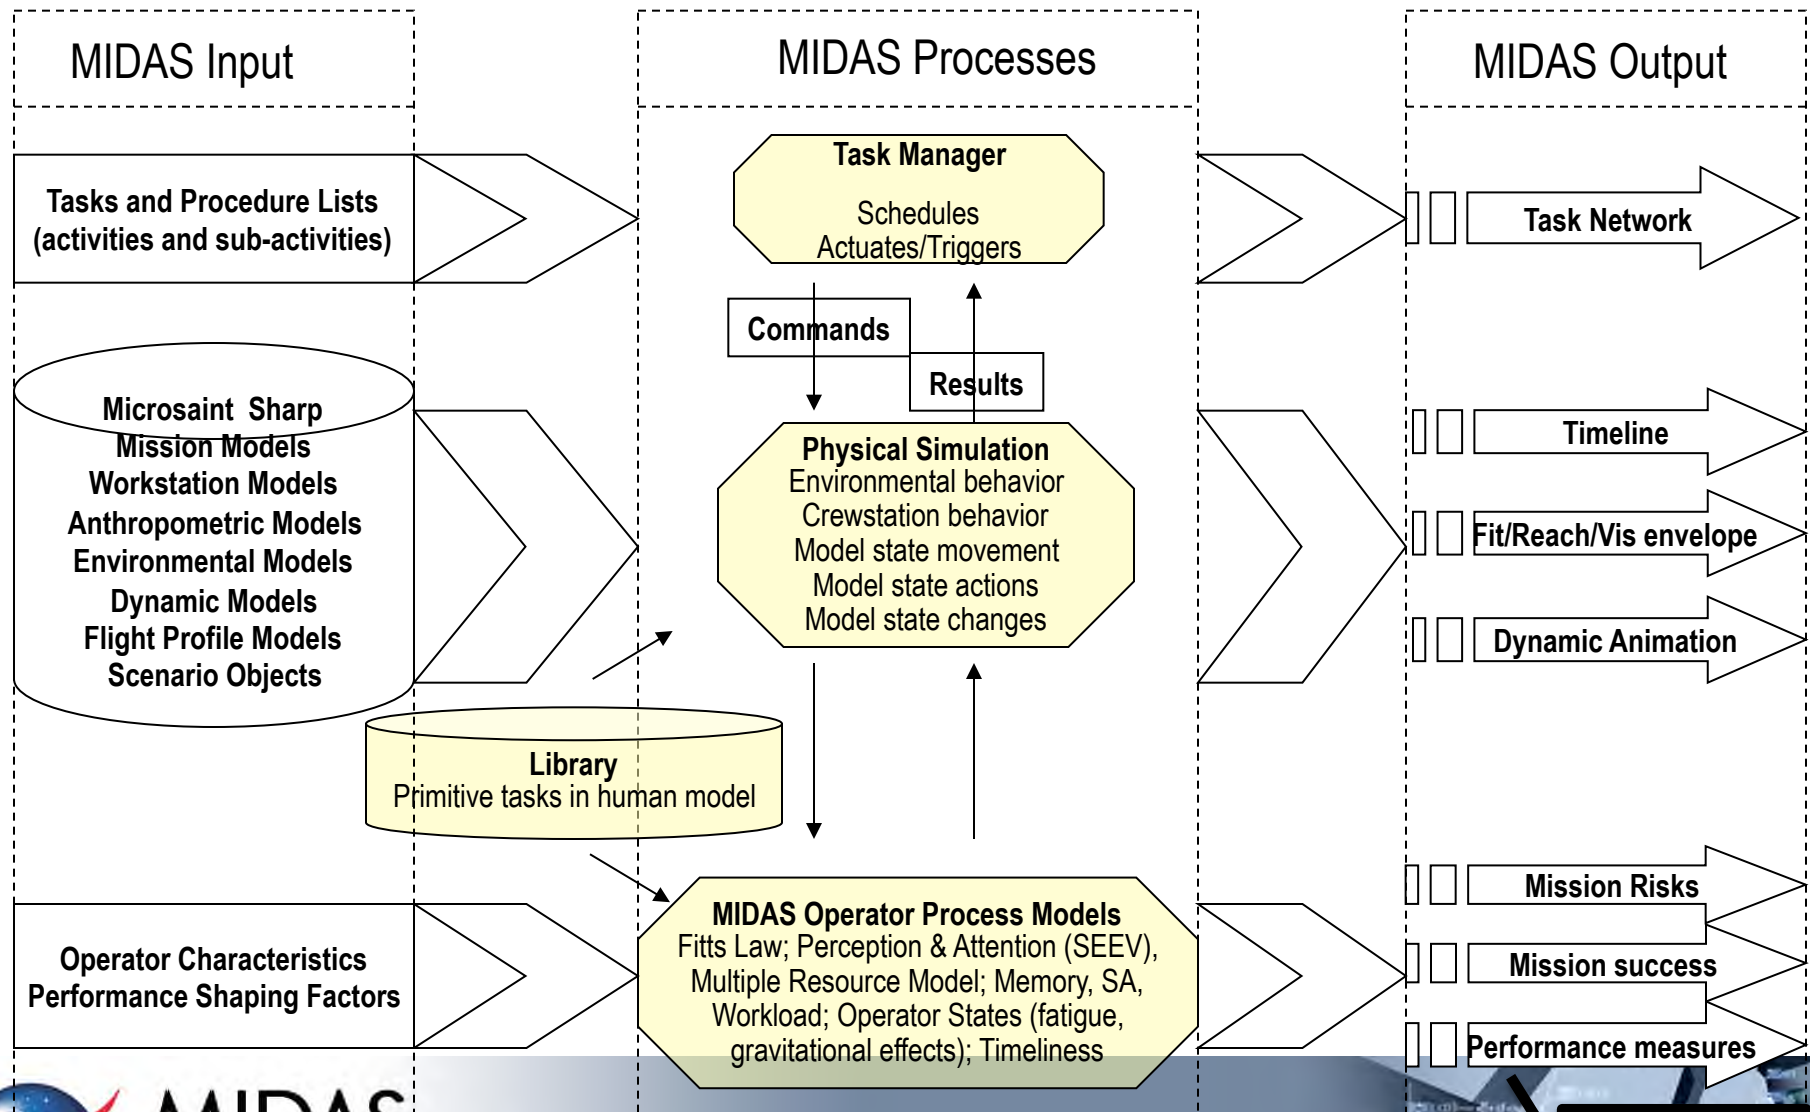 MIDAS Input
MIDAS Processes
MIDAS Output
Tasks and Procedure Lists
(activities and sub-activities)
Task Manager
Schedules
Actuates/Triggers
Task Network
Commands
Results
Microsaint Sharp
Mission Models
Workstation Models
Anthropometric Models
Environmental Models
Dynamic Models
Flight Profile Models
Scenario Objects
Physical Simulation
Environmental behavior
Crewstation behavior
Model state movement
Model state actions
Model state changes
Timeline
Fit/Reach/Vis envelope
Dynamic Animation
Library
Primitive tasks in human model
Operator Characteristics
Performance Shaping Factors
MIDAS Operator Process Models
Fitts Law; Perception & Attention (SEEV),
Multiple Resource Model; Memory, SA,
Workload; Operator States (fatigue,
gravitational effects); Timeliness
Mission Risks
Mission success
Performance measures
MIDAS